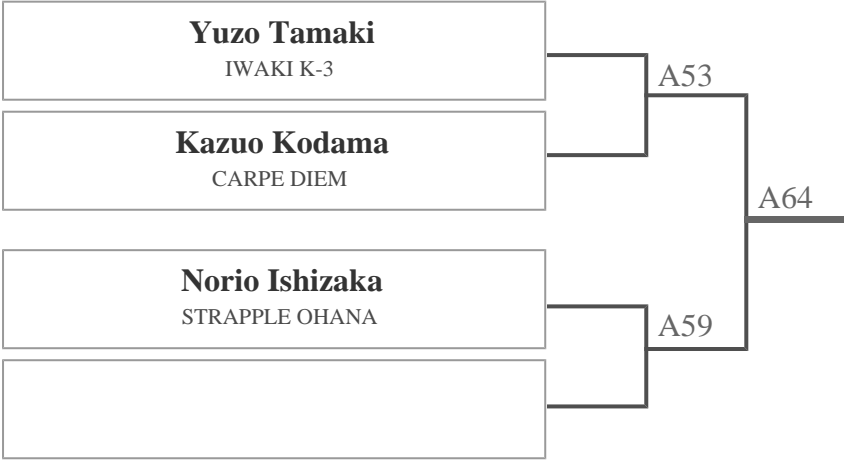 Yuzo Tamaki
IWAKI K-3
A53
Kazuo Kodama
CARPE DIEM
A64
Norio Ishizaka
STRAPPLE OHANA
A59